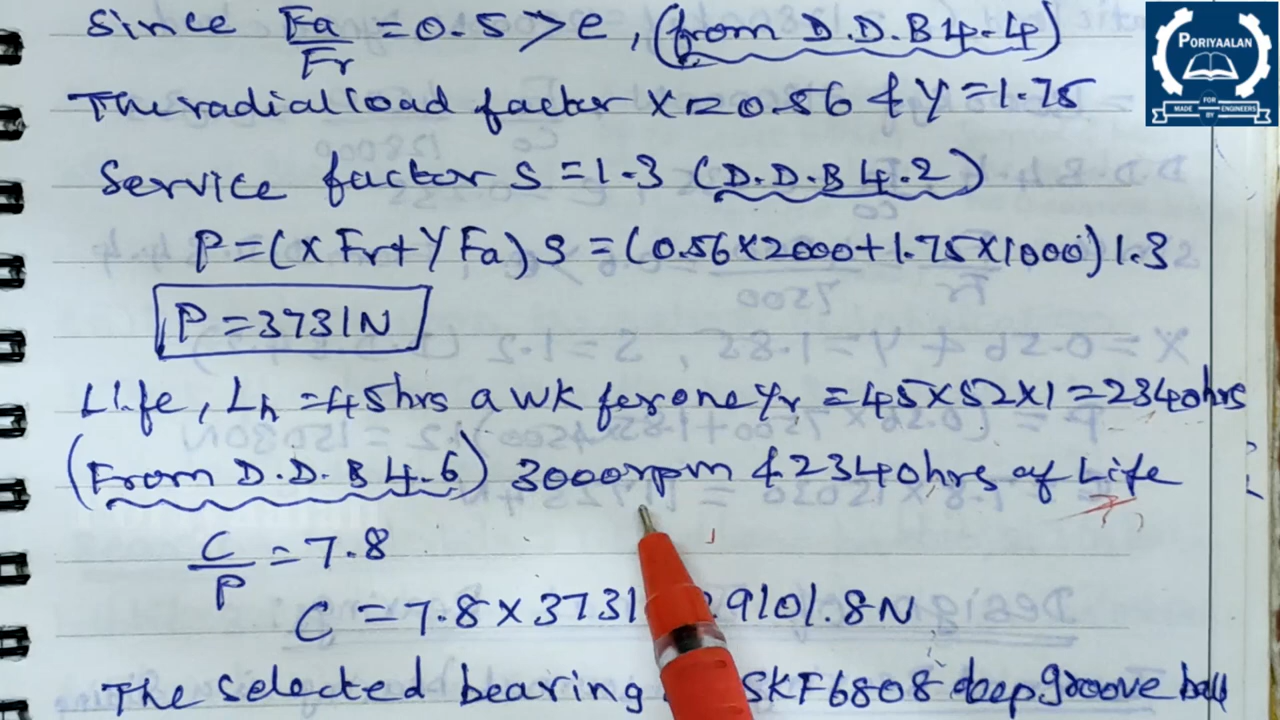 Since Fa/Fr = 0.5 > e, (from D.D.B 4.4)
PORIYAALAN
MADE FOR BY ENGINEERS
The radial load factor X = 0.56 & Y = 1.75
Service factor S = 1.3 (D.D.B 4.2)
P = (X Fr + Y Fa) S = (0.56 × 2000 + 1.75 × 1000) 1.3
P = 3731N
Life, Lh = 45hrs a wk for one yr = 45×52×1 = 2340hrs
(From D.D.B 4.6) 3000rpm & 2340hrs of Life
C/P = 7.8
C = 7.8 × 3731 29101.8N
The selected bearing SKF6808 deep groove ball